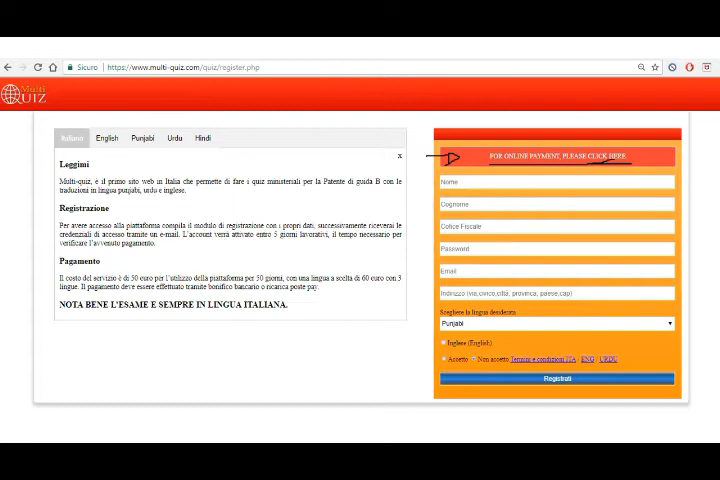 Sicuro
https://www.multi-quiz.com/quiz/register.php
Multi
QUIZ
Italiano English Punjabi Urdu Hindi
x
Leggimi
Multi-quiz, è il primo sito web in Italia che permette di fare i quiz ministeriali per la Patente di guida B con le
traduzioni in lingua punjabi, urdu e inglese.
Registrazione
Per avere accesso alla piattaforma compila il modulo di registrazione con i propri dati, successivamente riceverai le
credenziali di accesso tramite un e-mail. L'account verrà attivato entro 5 giorni lavorativi, il tempo necessario per
verificare l'avvenuto pagamento.
Pagamento
Il costo del servizio è di 50 euro per l'utilizzo della piattaforma per 50 giorni, con una lingua a scelta di 60 euro con 3
lingue. Il pagamento deve essere effettuato tramite bonifico bancario o ricarica poste pay.
NOTA BENE L'ESAME E SEMPRE IN LINGUA ITALIANA.
FOR ONLINE PAYMENT, PLEASE CLICK HERE
Nome
Cognome
Cotice Fiscale
Password
Email
Indirizzo (via,civico,città, provincia, paese,cap)
Scegliere la lingua desiderata
Punjabi
Inglese (English)
Accetto Non accetto Termini e condizioni ITA ENG URDU
Registrati